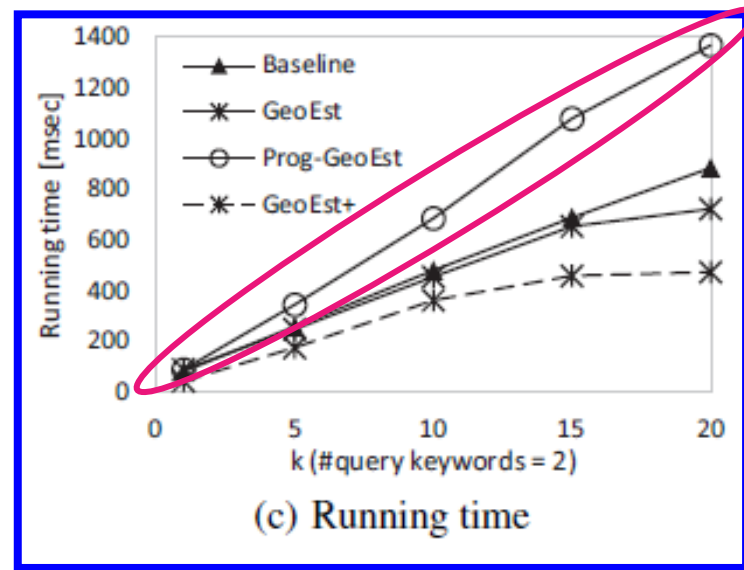 1400
1200
1000
800
600
400
200
0
Running time [msec]
Baseline
GeoEst
Prog-GeoEst
GeoEst+
0 5 10 15 20
k (#query keywords = 2)
(c) Running time